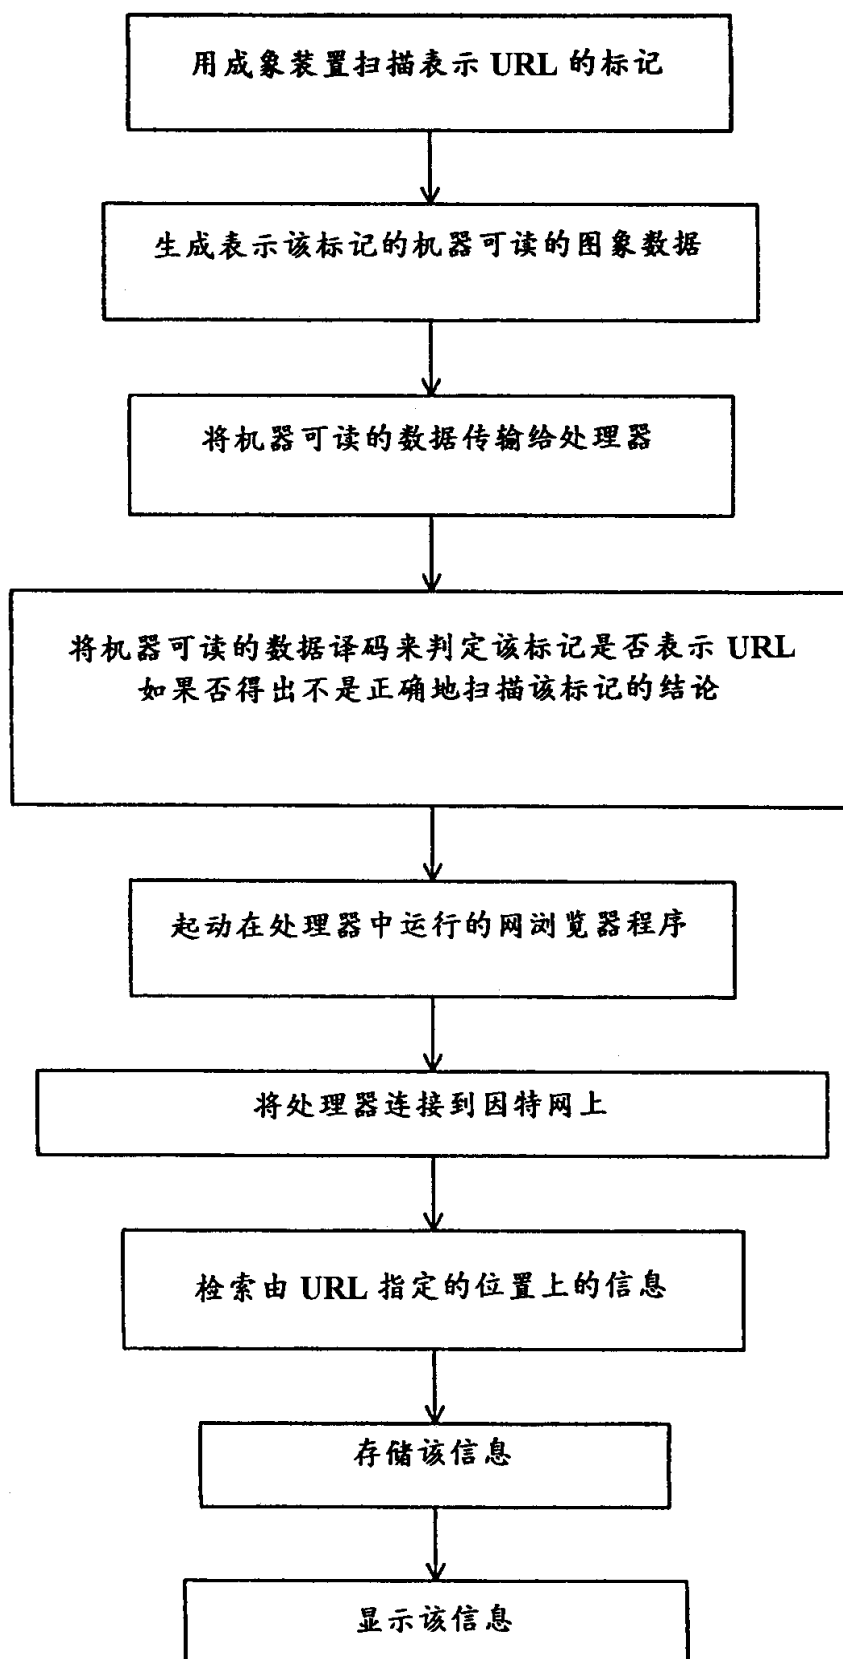 用成象装置扫描表示 URL 的标记
生成表示该标记的机器可读的图象数据
将机器可读的数据传输给处理器
将机器可读的数据译码来判定该标记是否表示 URL
如果否得出不是正确地扫描该标记的结论
起动在处理器中运行的网浏览器程序
将处理器连接到因特网上
检索由 URL 指定的位置上的信息
存储该信息
显示该信息